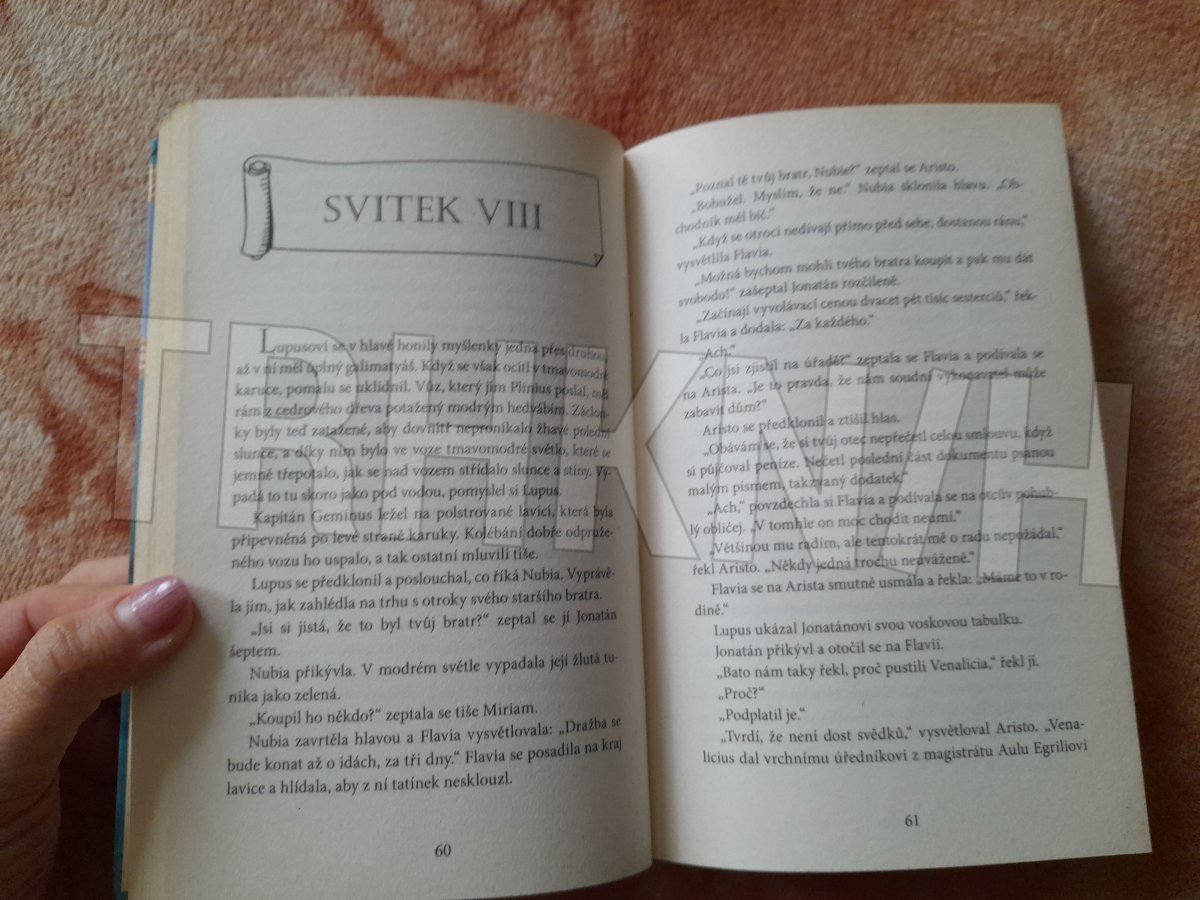 SVITEK VIII
Lupusovi se v hlavě honily myšlenky jedna přes druhou,
až v ní měl úplný galimatyáš. Když se však ocitl v tmavomodré
karuce, pomalu se uklidnil. Vůz, který jim Plinius poslal, měl
rám z cedrového dřeva potažený modrým hedvábím. Záclon-
ky byly teď zatažené, aby dovnitř nepronikalo žhavé polední
slunce, a díky nim bylo ve voze tmavomodré světlo, které se
jemně třepotalo, jak se nad vozem střídalo slunce a stíny. Vy-
padá to tu skoro jako pod vodou, pomyslel si Lupus.
Kapitán Geminus ležel na polstrované lavici, která byla
připevněná po levé straně karuky. Kolébání dobře odpruže-
ného vozu ho uspalo, a tak ostatní mluvili tiše.
Lupus se předklonil a poslouchal, co říká Nubia. Vyprávě-
la jim, jak zahlédla na trhu s otroky svého staršího bratra.
„Jsi si jistá, že to byl tvůj bratr?“ zeptal se jí Jonatán
šeptem.
Nubia přikývla. V modrém světle vypadala její žlutá tu-
nika jako zelená.
„Koupil ho někdo?“ zeptala se tiše Miriam.
Nubia zavrtěla hlavou a Flavia vysvětlovala: „Dražba se
bude konat až o idách, za tři dny.“ Flavia se posadila na kraj
lavice a hlídala, aby z ní tatínek nesklouzl.
60
„Poznal tě tvůj bratr, Nubie?“ zeptal se Aristo.
„Bohužel. Myslím, že ne.“ Nubia sklonila hlavu. „Ob-
chodník měl bič.“
„Když se otroci nedívají přímo před sebe, dostanou ránu,“
vysvětlila Flavia.
„Možná bychom mohli tvého bratra koupit a pak mu dát
svobodu!“ zašeptal Jonatán rozčileně.
„Začínají vyvolávací cenou dvacet pět tisíc sesterciů,“ řek-
la Flavia a dodala: „Za každého.“
„Ach.“
„Co jsi zjistil na úřadě?“ zeptala se Flavia a podívala se
na Arista. „Je to pravda, že nám soudní vykonavatel může
zabavit dům?“
Aristo se předklonil a ztišil hlas.
„Obávám se, že si tvůj otec nepřečetl celou smlouvu, když
si půjčoval peníze. Nečetl poslední část dokumentu psanou
malým písmem, takzvaný dodatek.“
„Ach,“ povzdechla si Flavia a podívala se na otcův pohub-
lý obličej. „V tomhle on moc chodit neumí.“
„Většinou mu radím, ale tentokrát mě o radu nepožádal,“
řekl Aristo. „Někdy jedná trochu neuváženě.“
Flavia se na Arista smutně usmála a řekla: „Máme to v ro-
dině.“
Lupus ukázal Jonatánovi svou voskovou tabulku.
Jonatán přikývl a otočil se na Flavii.
„Bato nám taky řekl, proč pustili Venalicia,“ řekl jí.
„Proč?“
„Podplatil je.“
„Tvrdí, že není dost svědků,“ vysvětloval Aristo. „Vena-
licius dal vrchnímu úředníkovi z magistrátu Aulu Egriliovi
61
TRHKNIH